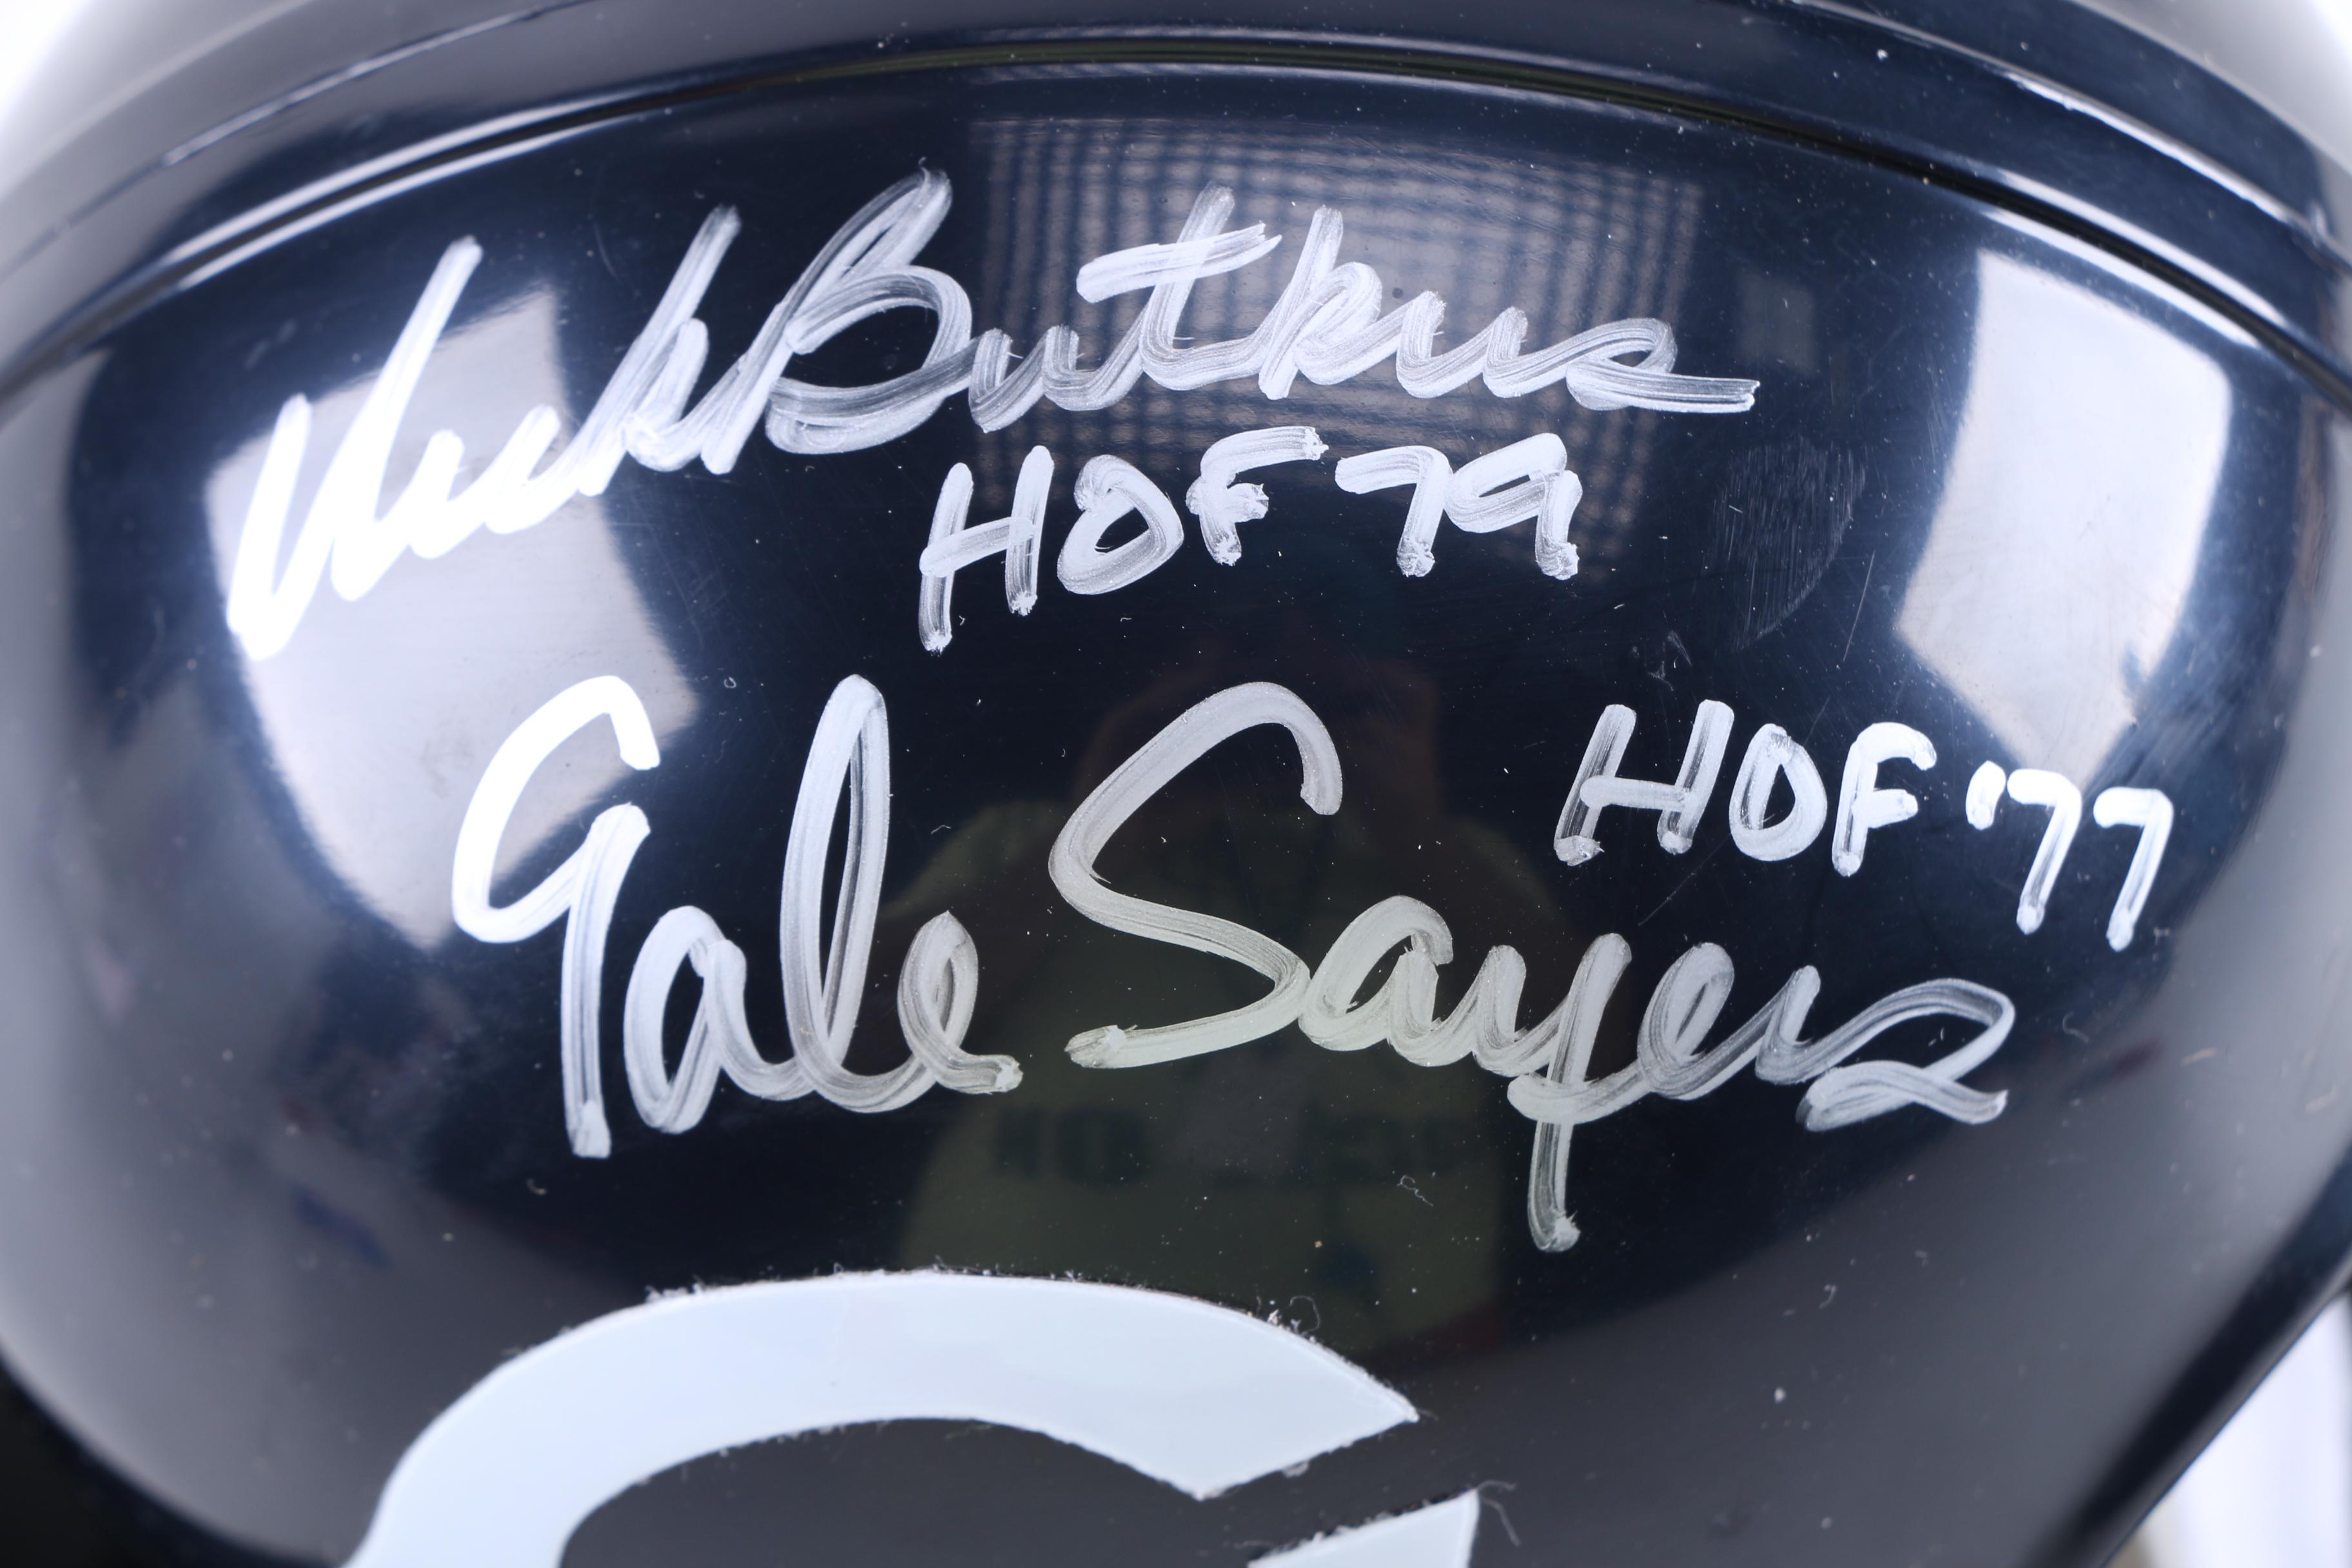 Dick Butkus
HOF 79
HOF '77
Gale Sayers